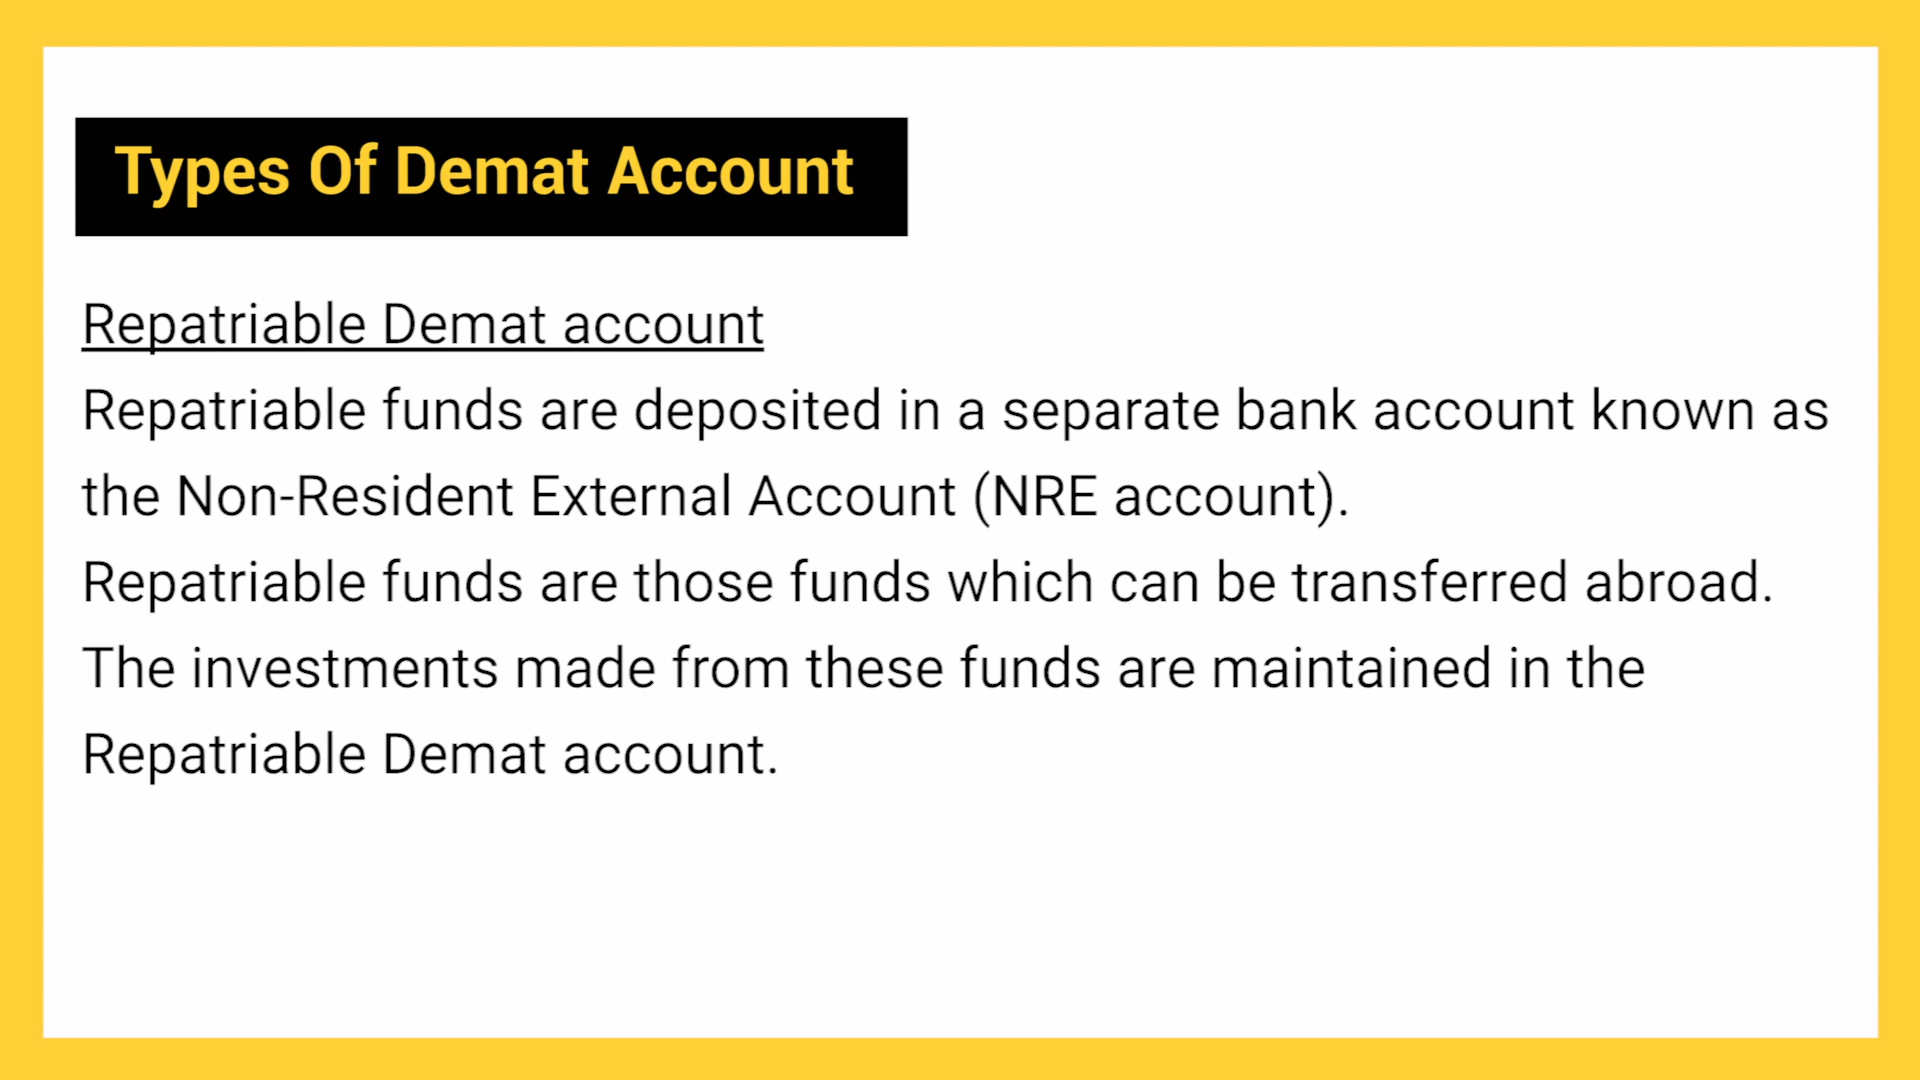 Types Of Demat Account
Repatriable Demat account
Repatriable funds are deposited in a separate bank account known as
the Non-Resident External Account (NRE account).
Repatriable funds are those funds which can be transferred abroad.
The investments made from these funds are maintained in the
Repatriable Demat account.